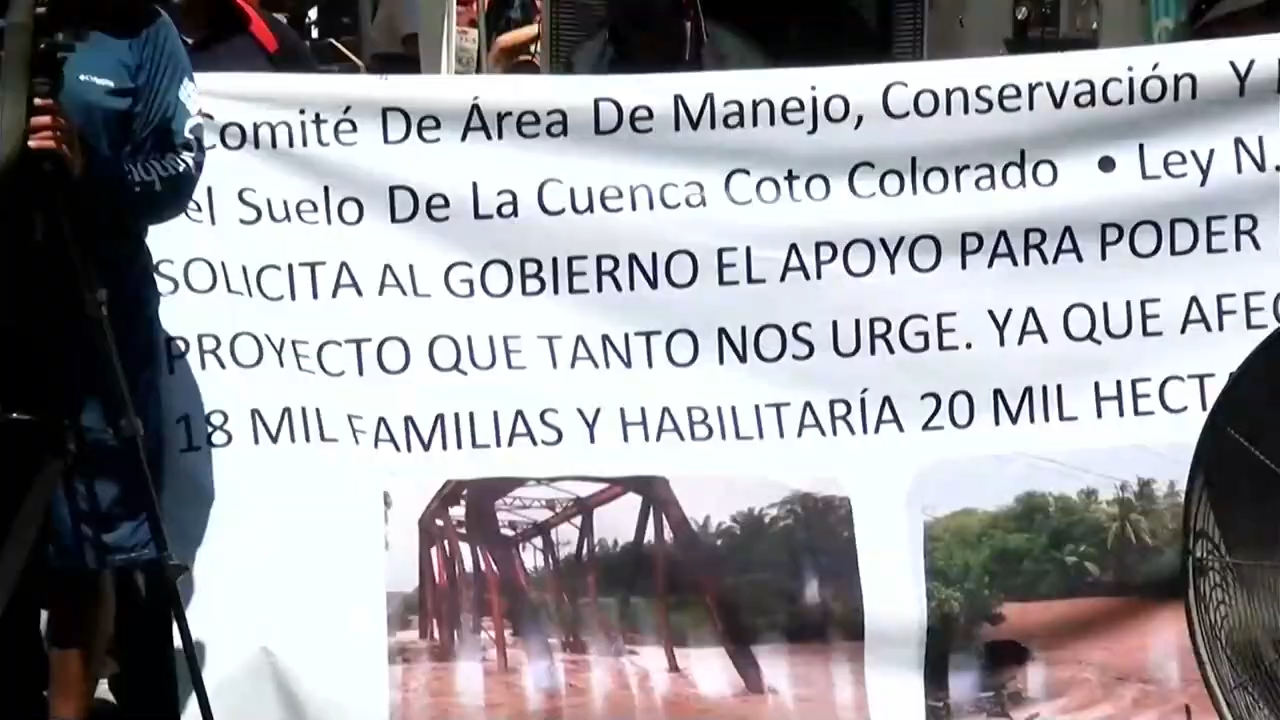 Comité De Área De Manejo, Conservación Y
el Suelo De La Cuenca Coto Colorado • Ley N.
SOLICITA AL GOBIERNO EL APOYO PARA PODER
PROYECTO QUE TANTO NOS URGE. YA QUE AFEC
18 MIL FAMILIAS Y HABILITARÍA 20 MIL HECT